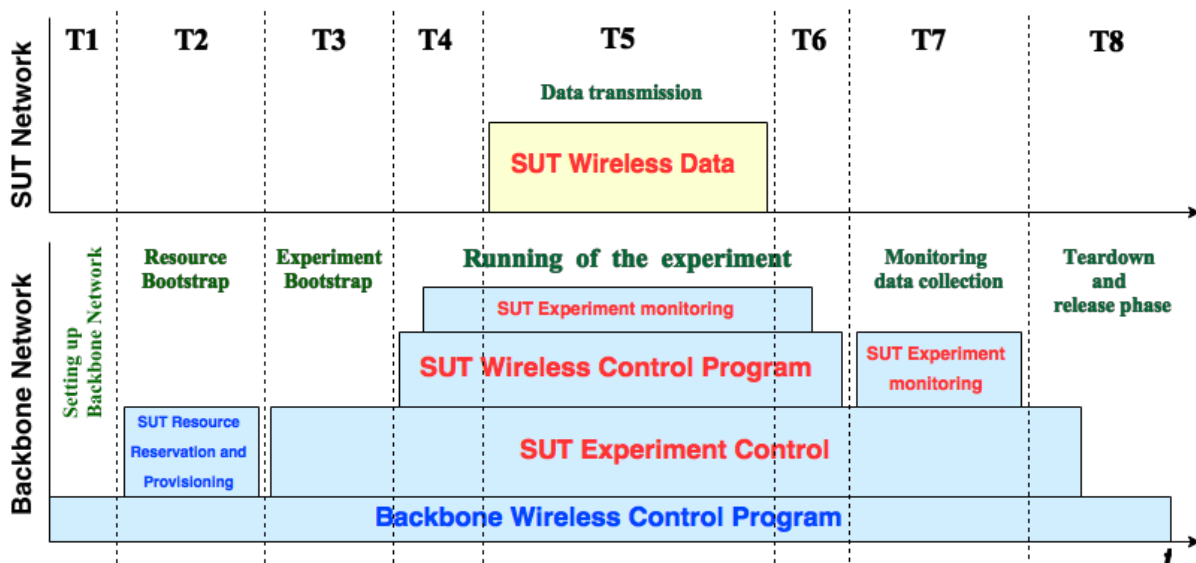 T1 T2 T3 T4 T5 T6 T7 T8
SUT Network
Data transmission
SUT Wireless Data
Backbone Network
Setting up
Backbone Network
Resource
Bootstrap
Experiment
Bootstrap
Running of the experiment
Monitoring
data collection
Teardown
and
release phase
SUT Experiment monitoring
SUT Wireless Control Program
SUT Experiment
monitoring
SUT Resource
Reservation and
Provisioning
SUT Experiment Control
Backbone Wireless Control Program
t